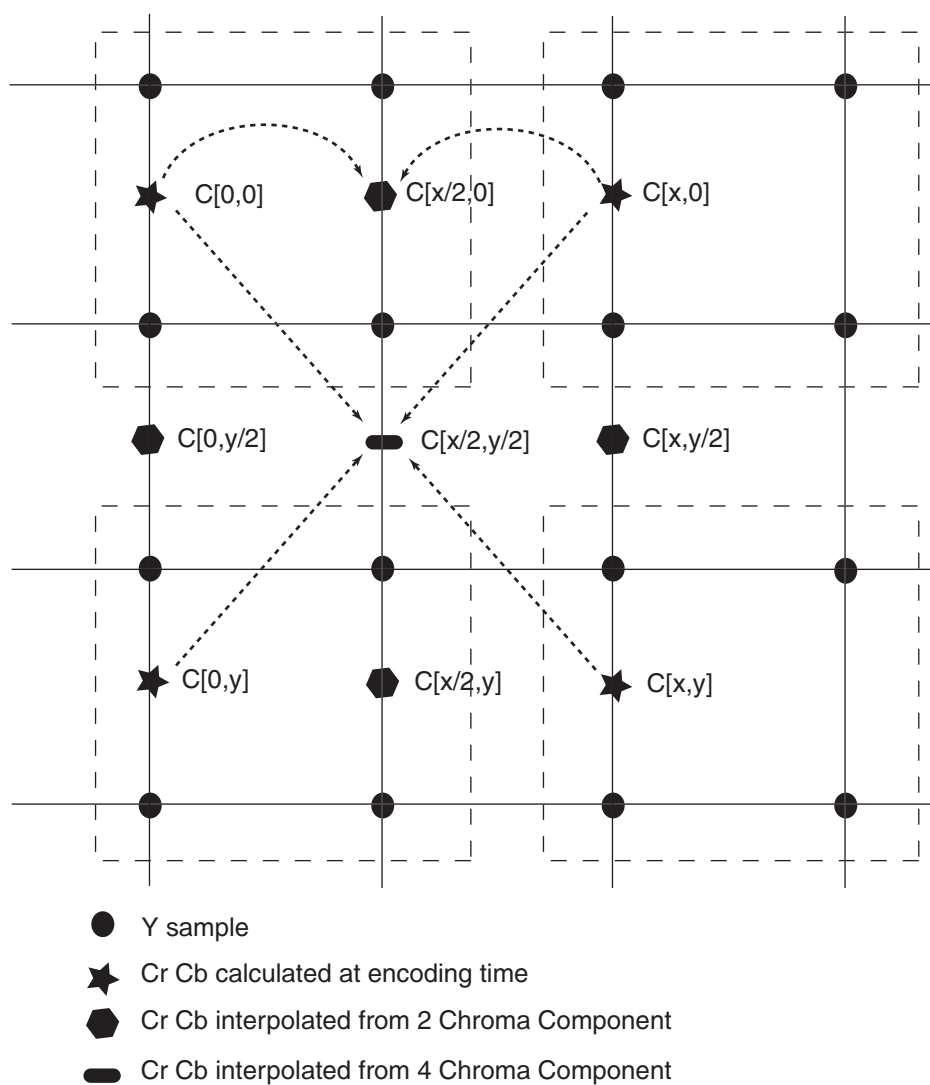 C[0,0]
C[x/2,0]
C[x,0]
C[0,y/2]
C[x/2,y/2]
C[x,y/2]
C[0,y]
C[x/2,y]
C[x,y]
Y sample
Cr Cb calculated at encoding time
Cr Cb interpolated from 2 Chroma Component
Cr Cb interpolated from 4 Chroma Component